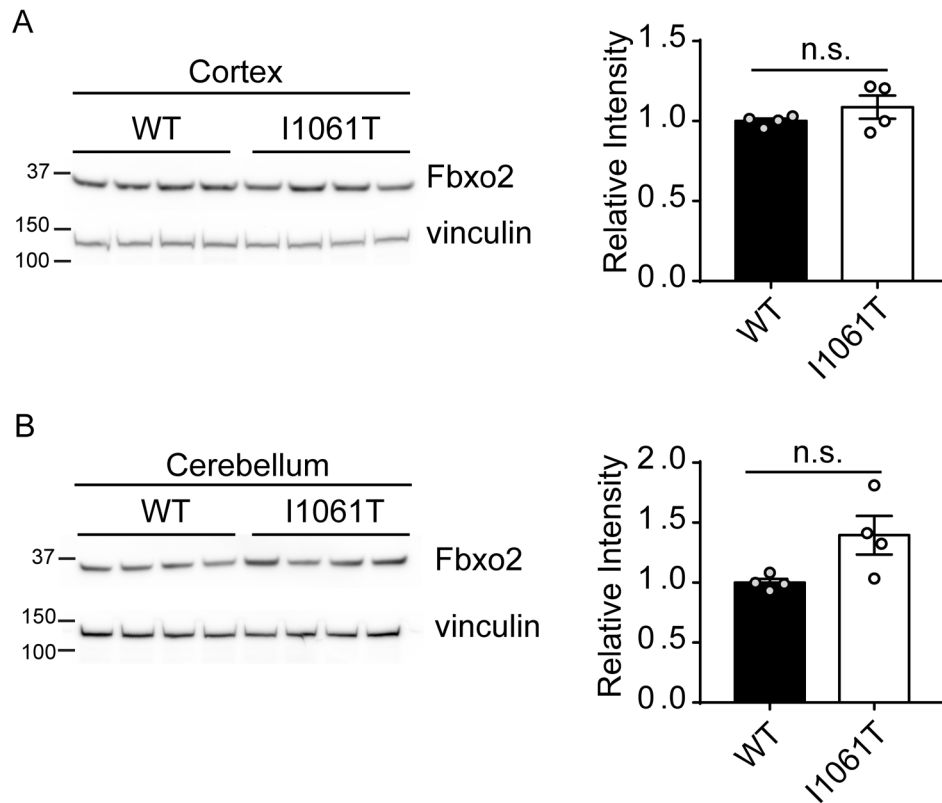 A
Cortex
WT I1061T
37 Fbxo2
150 vinculin
100
Relative Intensity
1.5
1.0
0.5
0.0
n.s.
WT
I1061T
B
Cerebellum
WT I1061T
37 Fbxo2
150 vinculin
100
Relative Intensity
2.0
1.5
1.0
0.5
0.0
n.s.
WT
I1061T